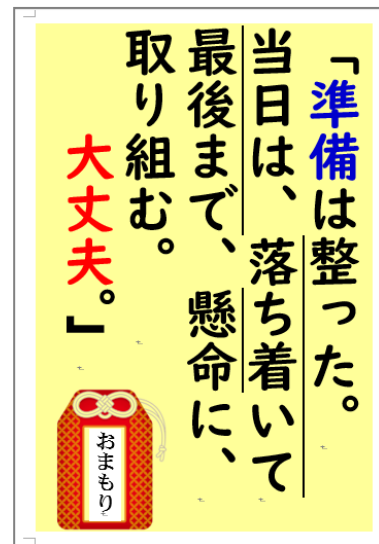 「準備は整った。
当日は、落ち着いて
最後まで、懸命に、
取り組む。
大丈夫。」
おまもり